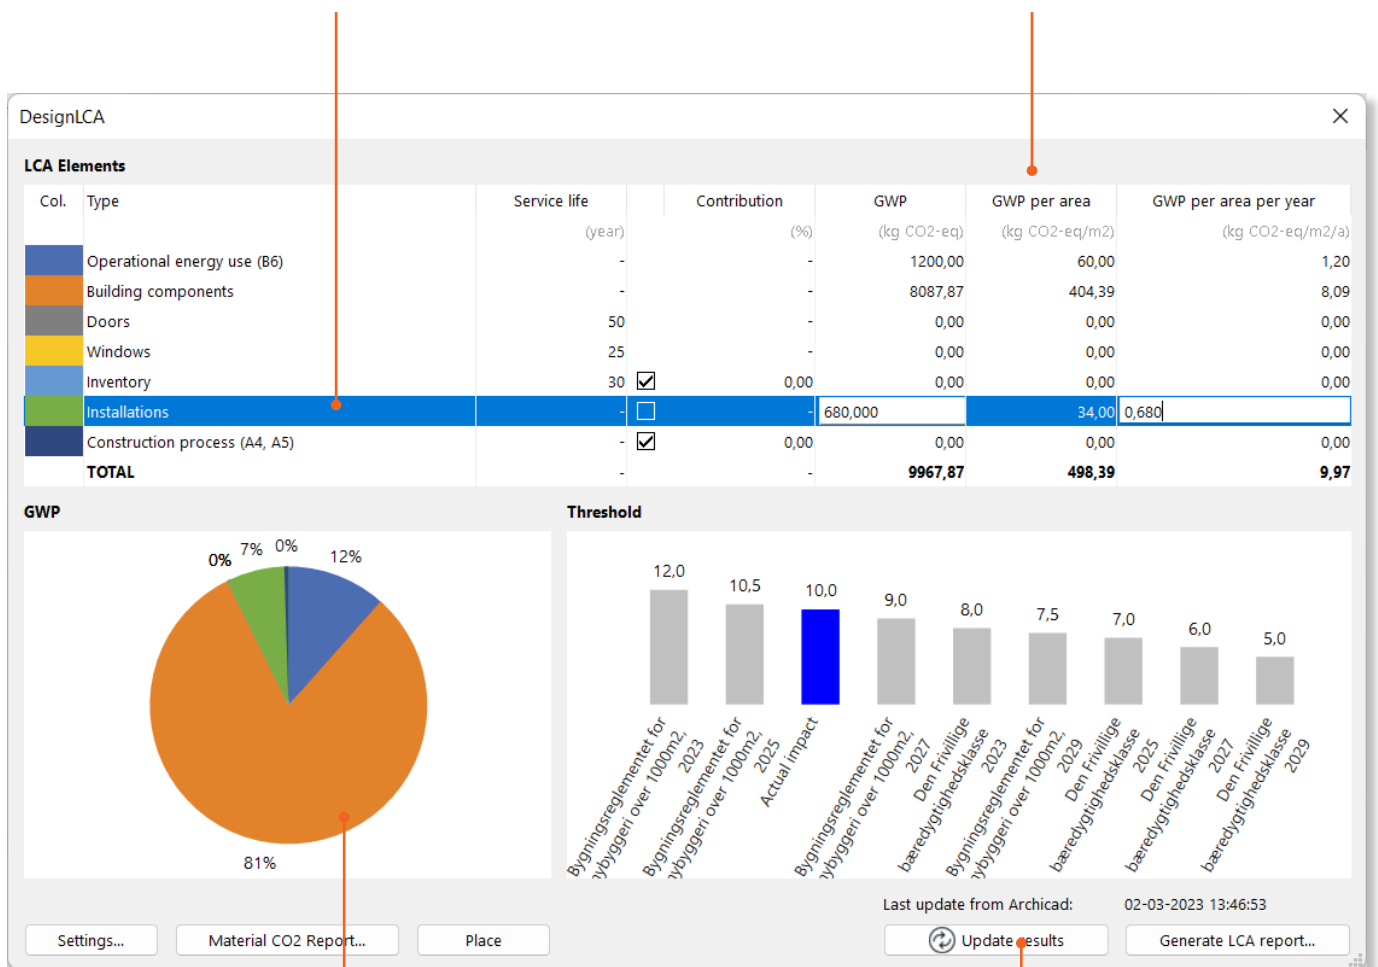 DesignLCA
LCA Elements
Col. Type Service life Contribution GWP GWP per area GWP per area per year
(year) (%) (kg CO2-eq) (kg CO2-eq/m2) (kg CO2-eq/m2/a)
Operational energy use (B6) - - 1200,00 60,00 1,20
Building components - - 8087,87 404,39 8,09
Doors 50 - 0,00 0,00 0,00
Windows 25 - 0,00 0,00 0,00
Inventory 30 0,00 0,00 0,00 0,00
Installations - - 680,000 34,00 0,680
Construction process (A4, A5) - 0,00 0,00 0,00 0,00
TOTAL - - 9967,87 498,39 9,97
GWP
0% 7% 0% 12%
81%
Threshold
12,0 10,5 10,0 9,0 8,0 7,5 7,0 6,0 5,0
Bygningsreglementet for
nybyggeri over 1000m2,
2023
Bygningsreglementet for
nybyggeri over 1000m2,
2025
Actual impact
Bygningsreglementet for
nybyggeri over 1000m2,
2027
Den Frivillige
bæredygtighedsklasse
2023
Bygningsreglementet for
nybyggeri over 1000m2,
2029
Den Frivillige
bæredygtighedsklasse
2025
Den Frivillige
bæredygtighedsklasse
2027
Den Frivillige
bæredygtighedsklasse
2029
Last update from Archicad: 02-03-2023 13:46:53
Settings... Material CO2 Report... Place Update results Generate LCA report...